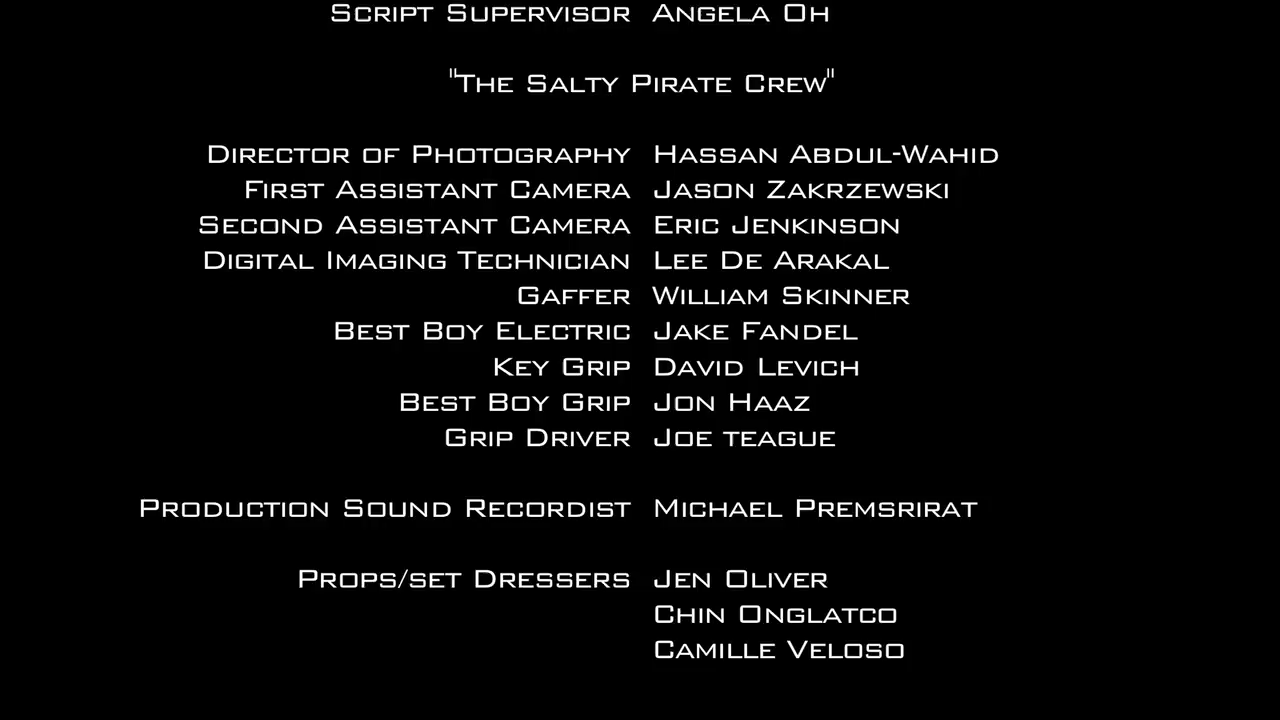 Script Supervisor Angela Oh
"The Salty Pirate Crew"
Director of Photography Hassan Abdul-Wahid
First Assistant Camera Jason Zakrzewski
Second Assistant Camera Eric Jenkinson
Digital Imaging Technician Lee De Arakal
Gaffer William Skinner
Best Boy Electric Jake Fandel
Key Grip David Levich
Best Boy Grip Jon Haaz
Grip Driver Joe teague
Production Sound Recordist Michael Premsrirat
Props/set Dressers Jen Oliver
Chin Onglatco
Camille Veloso